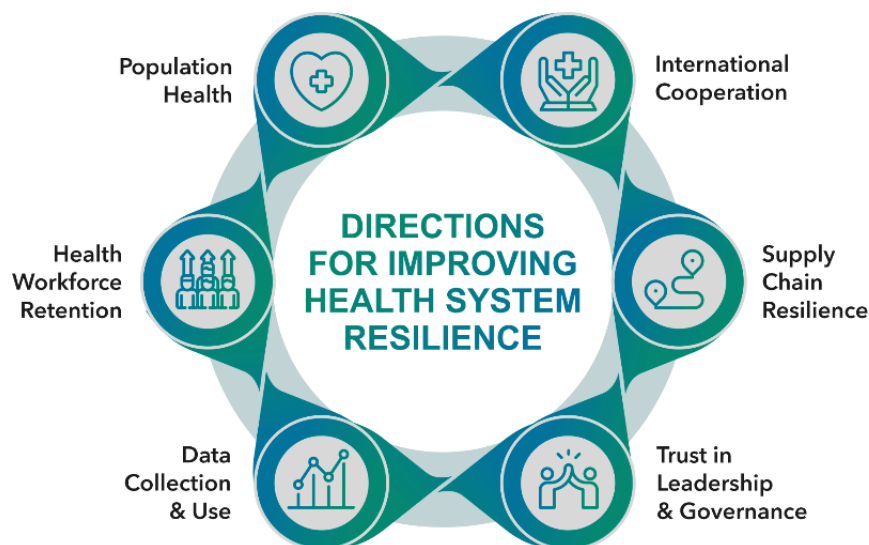 Population
Health
International
Cooperation
DIRECTIONS
FOR IMPROVING
HEALTH SYSTEM
RESILIENCE
Health
Workforce
Retention
Supply
Chain
Resilience
Data
Collection
& Use
Trust in
Leadership
& Governance